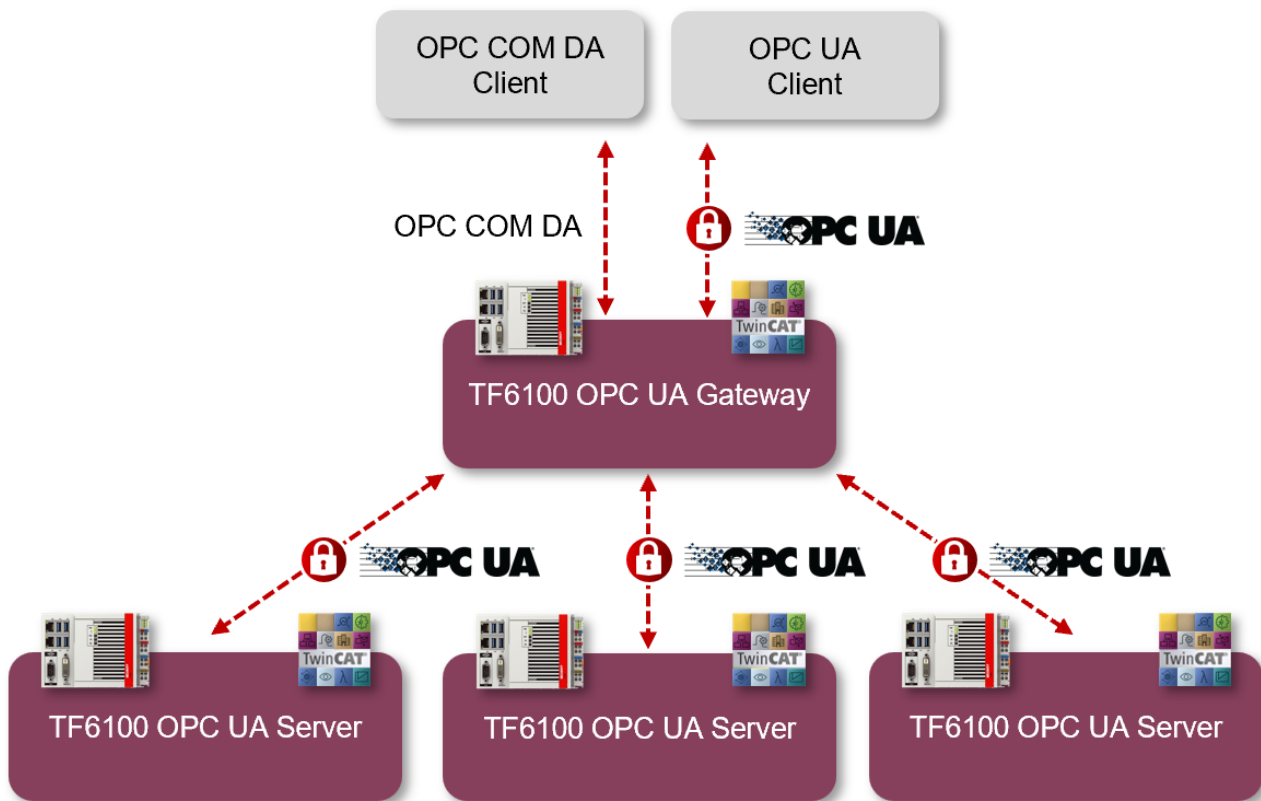 OPC COM DA
Client
OPC UA
Client
OPC COM DA
OPC UA
TwinCAT®
TF6100 OPC UA Gateway
OPC UA
OPC UA
OPC UA
TwinCAT®
TwinCAT®
TwinCAT®
TF6100 OPC UA Server
TF6100 OPC UA Server
TF6100 OPC UA Server